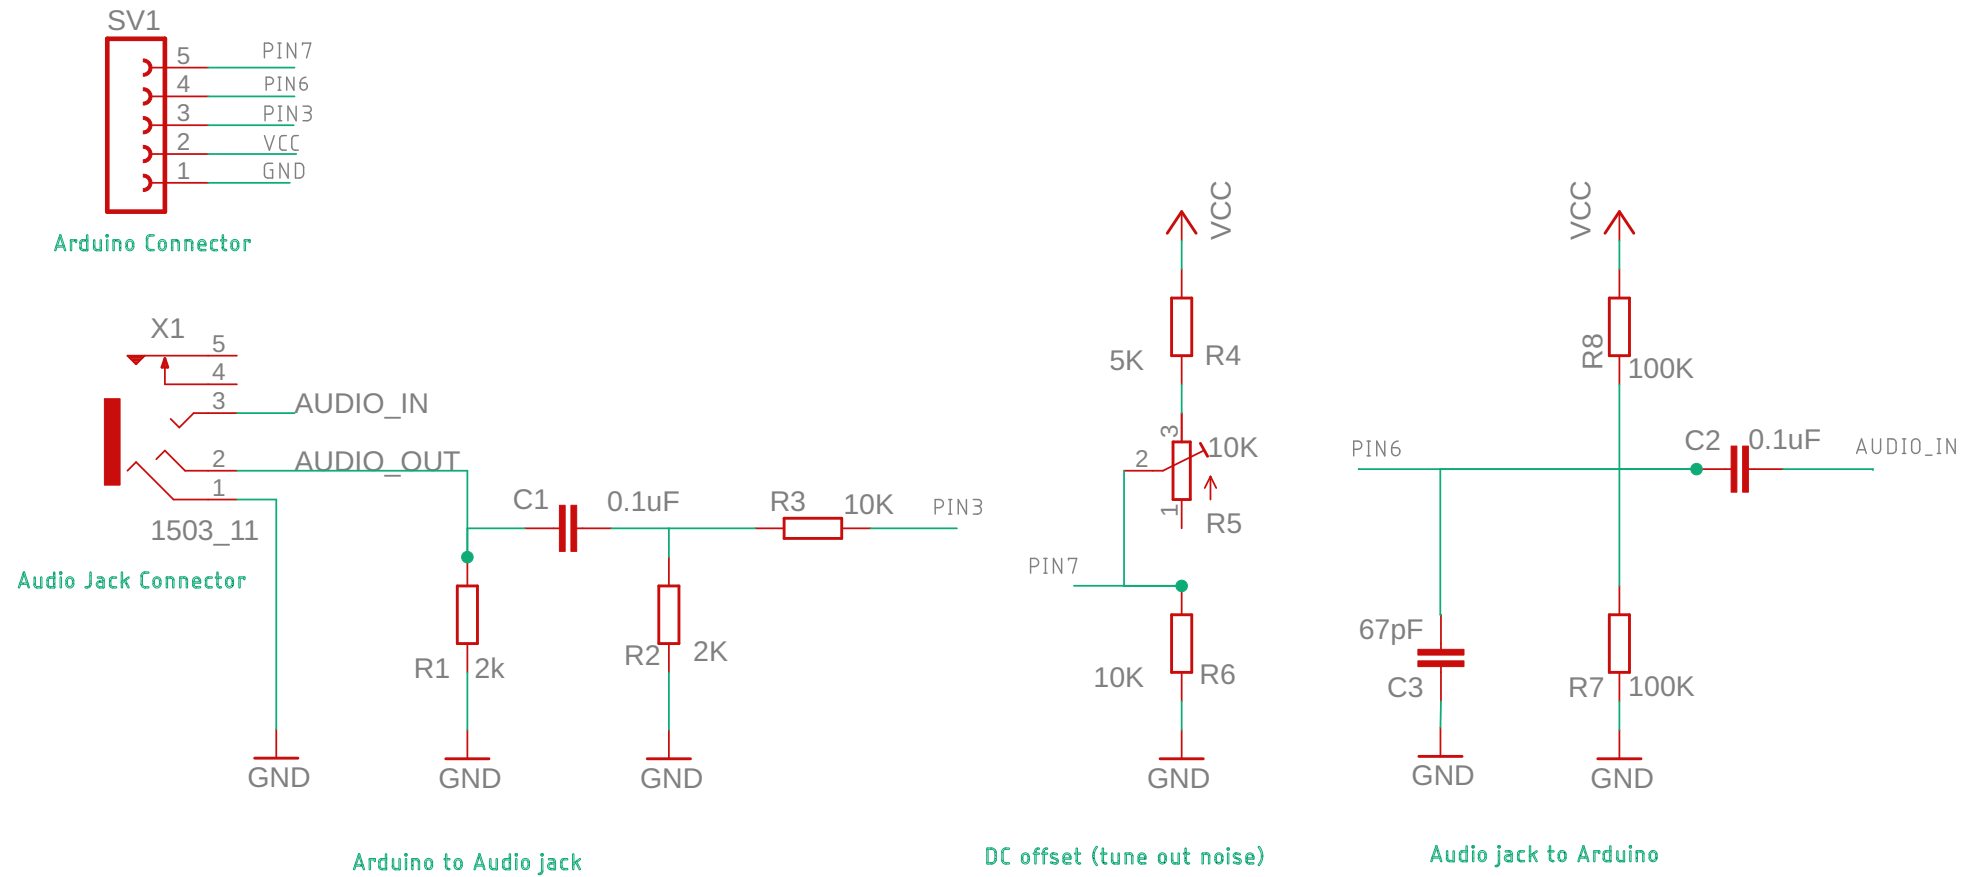 SV1
5 PIN7
4 PIN6
3 PIN3
2 VCC
1 GND
Arduino Connector
X1
5
4
3 AUDIO_IN
2 AUDIO_OUT
1
1503_11
Audio Jack Connector
GND
C1 0.1uF
R3 10K PIN3
R1 2k
R2 2K
GND
GND
Arduino to Audio jack
VCC
5K R4
3
2 10K
1 R5
PIN7
10K R6
GND
DC offset (tune out noise)
VCC
R8 100K
PIN6
C2 0.1uF AUDIO_IN
67pF
C3
R7 100K
GND
GND
Audio jack to Arduino